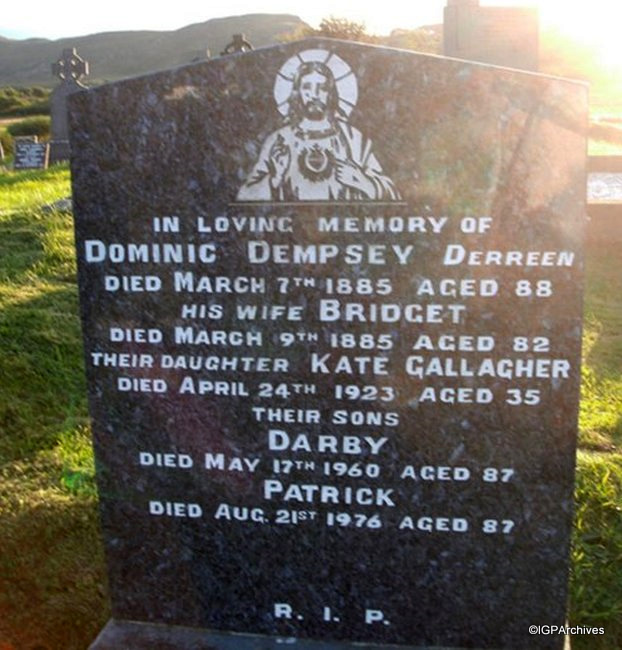 IN LOVING MEMORY OF
DOMINIC DEMPSEY DERREEN
DIED MARCH 7TH 1885 AGED 88
HIS WIFE BRIDGET
DIED MARCH 9TH 1885 AGED 82
THEIR DAUGHTER KATE GALLAGHER
DIED APRIL 24TH 1923 AGED 35
THEIR SONS
DARBY
DIED MAY 17TH 1960 AGED 87
PATRICK
DIED AUG. 21ST 1976 AGED 87
R. I. P.
©IGPArchives